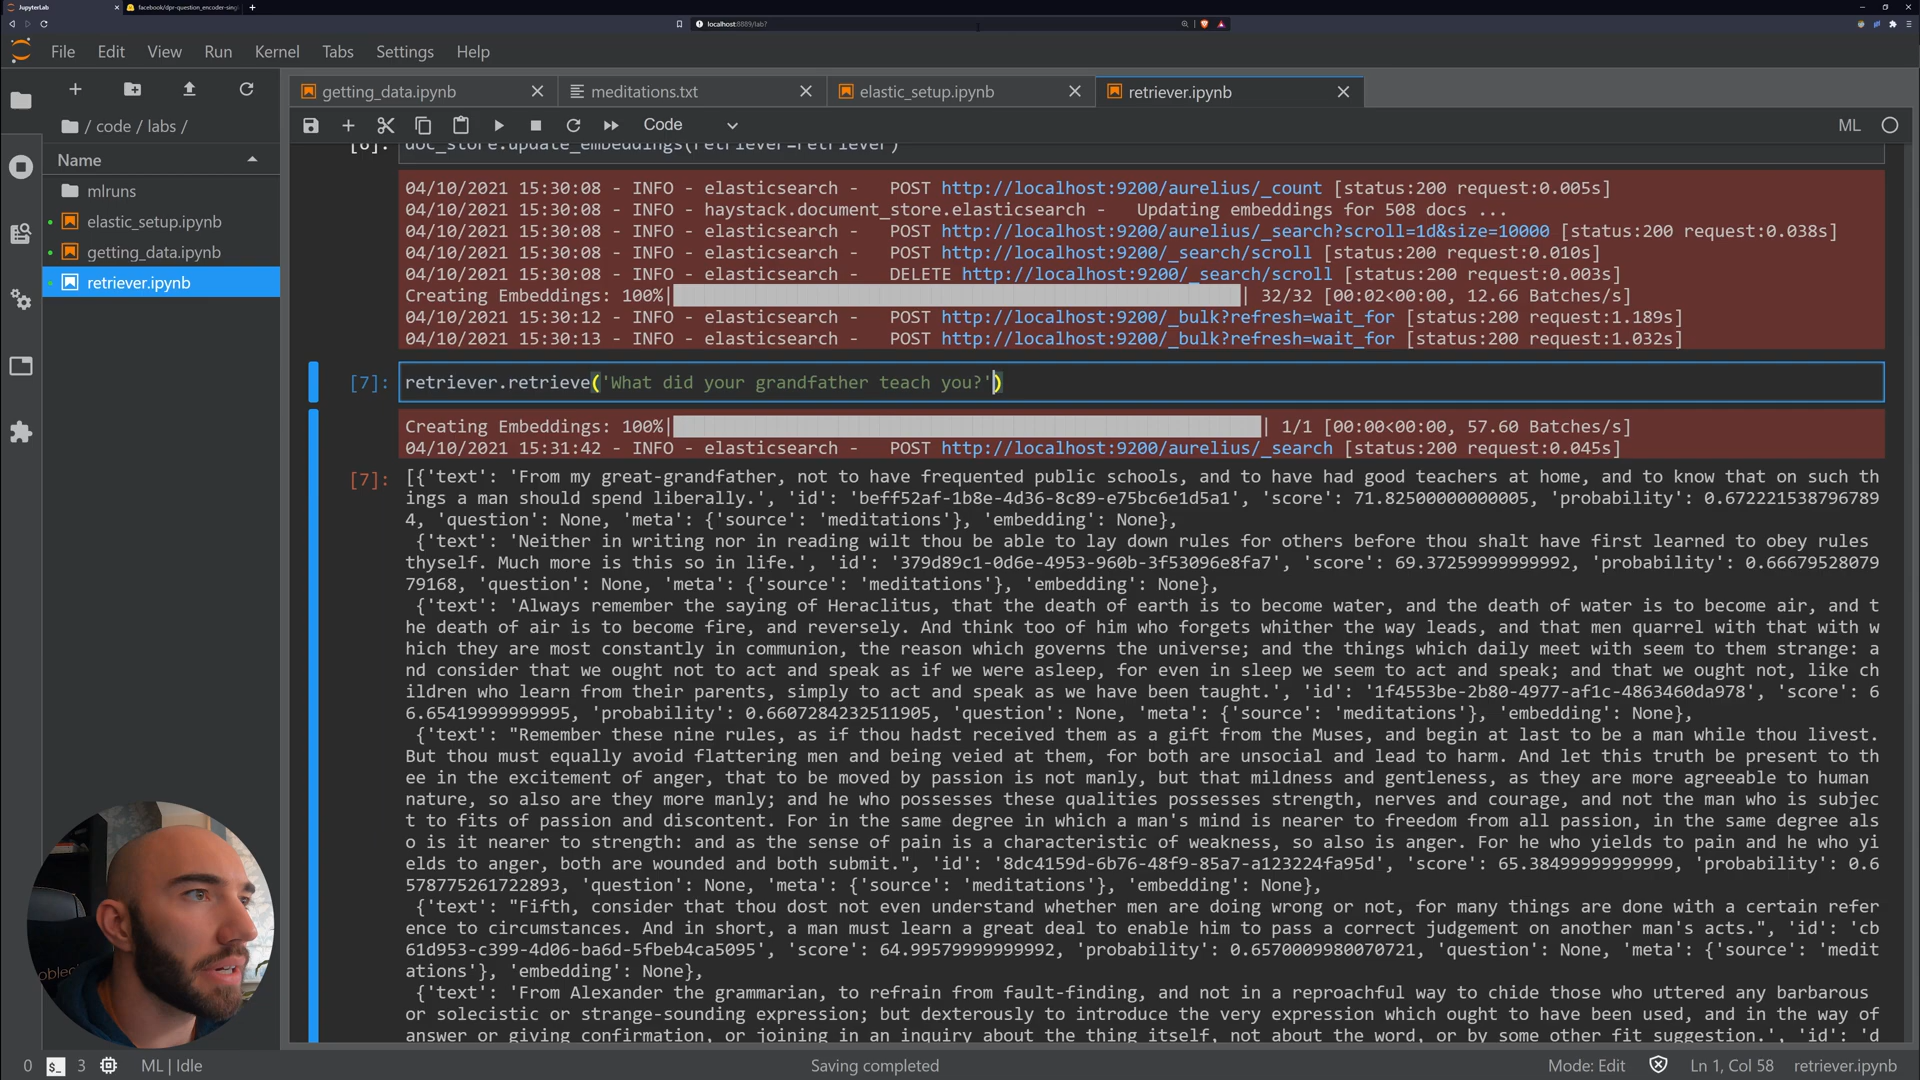 JupyterLab
facebook/dpr-question_encoder-sing
localhost:8889/lab?
File Edit View Run Kernel Tabs Settings Help
getting_data.ipynb
meditations.txt
elastic_setup.ipynb
retriever.ipynb
/ code / labs /
Code
ML
Name
mlruns
elastic_setup.ipynb
getting_data.ipynb
retriever.ipynb
[6]: doc_store.update_embeddings(retriever=retriever)
04/10/2021 15:30:08 - INFO - elasticsearch -   POST http://localhost:9200/aurelius/_count [status:200 request:0.005s]
04/10/2021 15:30:08 - INFO - haystack.document_store.elasticsearch -   Updating embeddings for 508 docs ...
04/10/2021 15:30:08 - INFO - elasticsearch -   POST http://localhost:9200/aurelius/_search?scroll=1d&size=10000 [status:200 request:0.038s]
04/10/2021 15:30:08 - INFO - elasticsearch -   POST http://localhost:9200/_search/scroll [status:200 request:0.010s]
04/10/2021 15:30:08 - INFO - elasticsearch -   DELETE http://localhost:9200/_search/scroll [status:200 request:0.003s]
Creating Embeddings: 100%| | 32/32 [00:02<00:00, 12.66 Batches/s]
04/10/2021 15:30:12 - INFO - elasticsearch -   POST http://localhost:9200/_bulk?refresh=wait_for [status:200 request:1.189s]
04/10/2021 15:30:13 - INFO - elasticsearch -   POST http://localhost:9200/_bulk?refresh=wait_for [status:200 request:1.032s]
[7]: retriever.retrieve('What did your grandfather teach you?')
Creating Embeddings: 100%| | 1/1 [00:00<00:00, 57.60 Batches/s]
04/10/2021 15:31:42 - INFO - elasticsearch -   POST http://localhost:9200/aurelius/_search [status:200 request:0.045s]
[7]: [{'text': 'From my great-grandfather, not to have frequented public schools, and to have had good teachers at home, and to know that on such th
ings a man should spend liberally.', 'id': 'beff52af-1b8e-4d36-8c89-e75bc6e1d5a1', 'score': 71.82500000000005, 'probability': 0.672221538796789
4, 'question': None, 'meta': {'source': 'meditations'}, 'embedding': None},
{'text': 'Neither in writing nor in reading wilt thou be able to lay down rules for others before thou shalt have first learned to obey rules
thyself. Much more is this so in life.', 'id': '379d89c1-0d6e-4953-960b-3f53096e8fa7', 'score': 69.37259999999992, 'probability': 0.66679528079
79168, 'question': None, 'meta': {'source': 'meditations'}, 'embedding': None},
{'text': 'Always remember the saying of Heraclitus, that the death of earth is to become water, and the death of water is to become air, and t
he death of air is to become fire, and reversely. And think too of him who forgets whither the way leads, and that men quarrel with that with w
hich they are most constantly in communion, the reason which governs the universe; and the things which daily meet with seem to them strange: a
nd consider that we ought not to act and speak as if we were asleep, for even in sleep we seem to act and speak; and that we ought not, like ch
ildren who learn from their parents, simply to act and speak as we have been taught.', 'id': '1f4553be-2b80-4977-af1c-4863460da978', 'score': 6
6.65419999999995, 'probability': 0.6607284232511905, 'question': None, 'meta': {'source': 'meditations'}, 'embedding': None},
{'text': "Remember these nine rules, as if thou hadst received them as a gift from the Muses, and begin at last to be a man while thou livest.
But thou must equally avoid flattering men and being veied at them, for both are unsocial and lead to harm. And let this truth be present to th
ee in the excitement of anger, that to be moved by passion is not manly, but that mildness and gentleness, as they are more agreeable to human
nature, so also are they more manly; and he who possesses these qualities possesses strength, nerves and courage, and not the man who is subjec
t to fits of passion and discontent. For in the same degree in which a man's mind is nearer to freedom from all passion, in the same degree als
o is it nearer to strength: and as the sense of pain is a characteristic of weakness, so also is anger. For he who yields to pain and he who yi
elds to anger, both are wounded and both submit.", 'id': '8dc4159d-6b76-48f9-85a7-a123224fa95d', 'score': 65.38499999999999, 'probability': 0.6
578775261722893, 'question': None, 'meta': {'source': 'meditations'}, 'embedding': None},
{'text': "Fifth, consider that thou dost not even understand whether men are doing wrong or not, for many things are done with a certain refer
ence to circumstances. And in short, a man must learn a great deal to enable him to pass a correct judgement on another man's acts.", 'id': 'cb
61d953-c399-4d06-ba6d-5fbeb4ca5095', 'score': 64.99579999999992, 'probability': 0.6570009980070721, 'question': None, 'meta': {'source': 'medit
ations'}, 'embedding': None},
{'text': 'From Alexander the grammarian, to refrain from fault-finding, and not in a reproachful way to chide those who uttered any barbarous
or solecistic or strange-sounding expression; but dexterously to introduce the very expression which ought to have been used, and in the way of
answer or giving confirmation, or joining in an inquiry about the thing itself, not about the word, or by some other fit suggestion.', 'id': 'd
0 $_ 3 ML | Idle
Saving completed
Mode: Edit
Ln 1, Col 58
retriever.ipynb